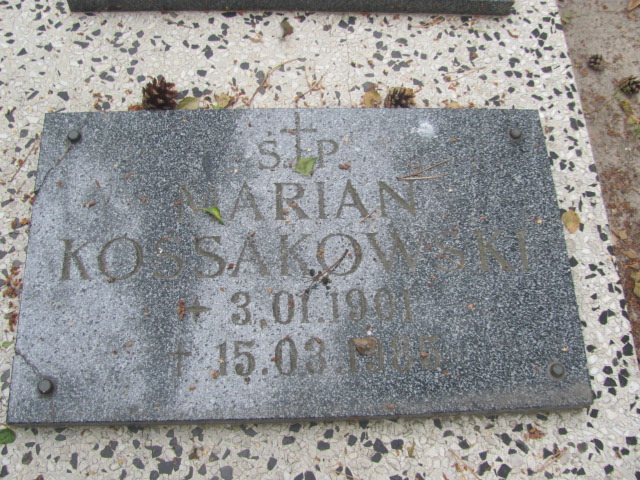 Ś.†P.
MARIAN
KOSSAKOWSKI
* 3.01.1901
† 15.03.